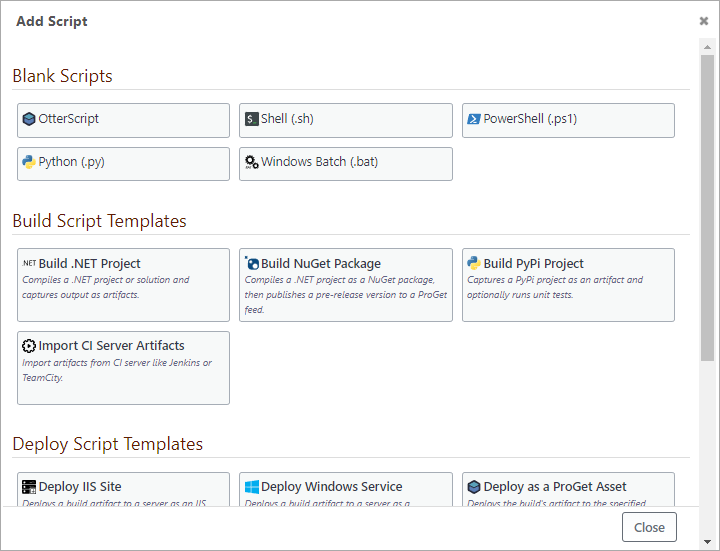 Add Script
Blank Scripts
OtterScript
Shell (.sh)
PowerShell (.ps1)
Python (.py)
Windows Batch (.bat)
Build Script Templates
.NET Build .NET Project
Compiles a .NET project or solution and
captures output as artifacts.
Build NuGet Package
Compiles a .NET project as a NuGet package,
then publishes a pre-release version to a ProGet
feed.
Build PyPi Project
Captures a PyPi project as an artifact and
optionally runs unit tests.
Import CI Server Artifacts
Import artifacts from CI server like Jenkins or
TeamCity.
Deploy Script Templates
Deploy IIS Site
Deploys a build artifact to a server as an IIS
Deploy Windows Service
Deploys a build artifact to a server as a
Deploy as a ProGet Asset
Deploys the build's artifact to the specified
Close